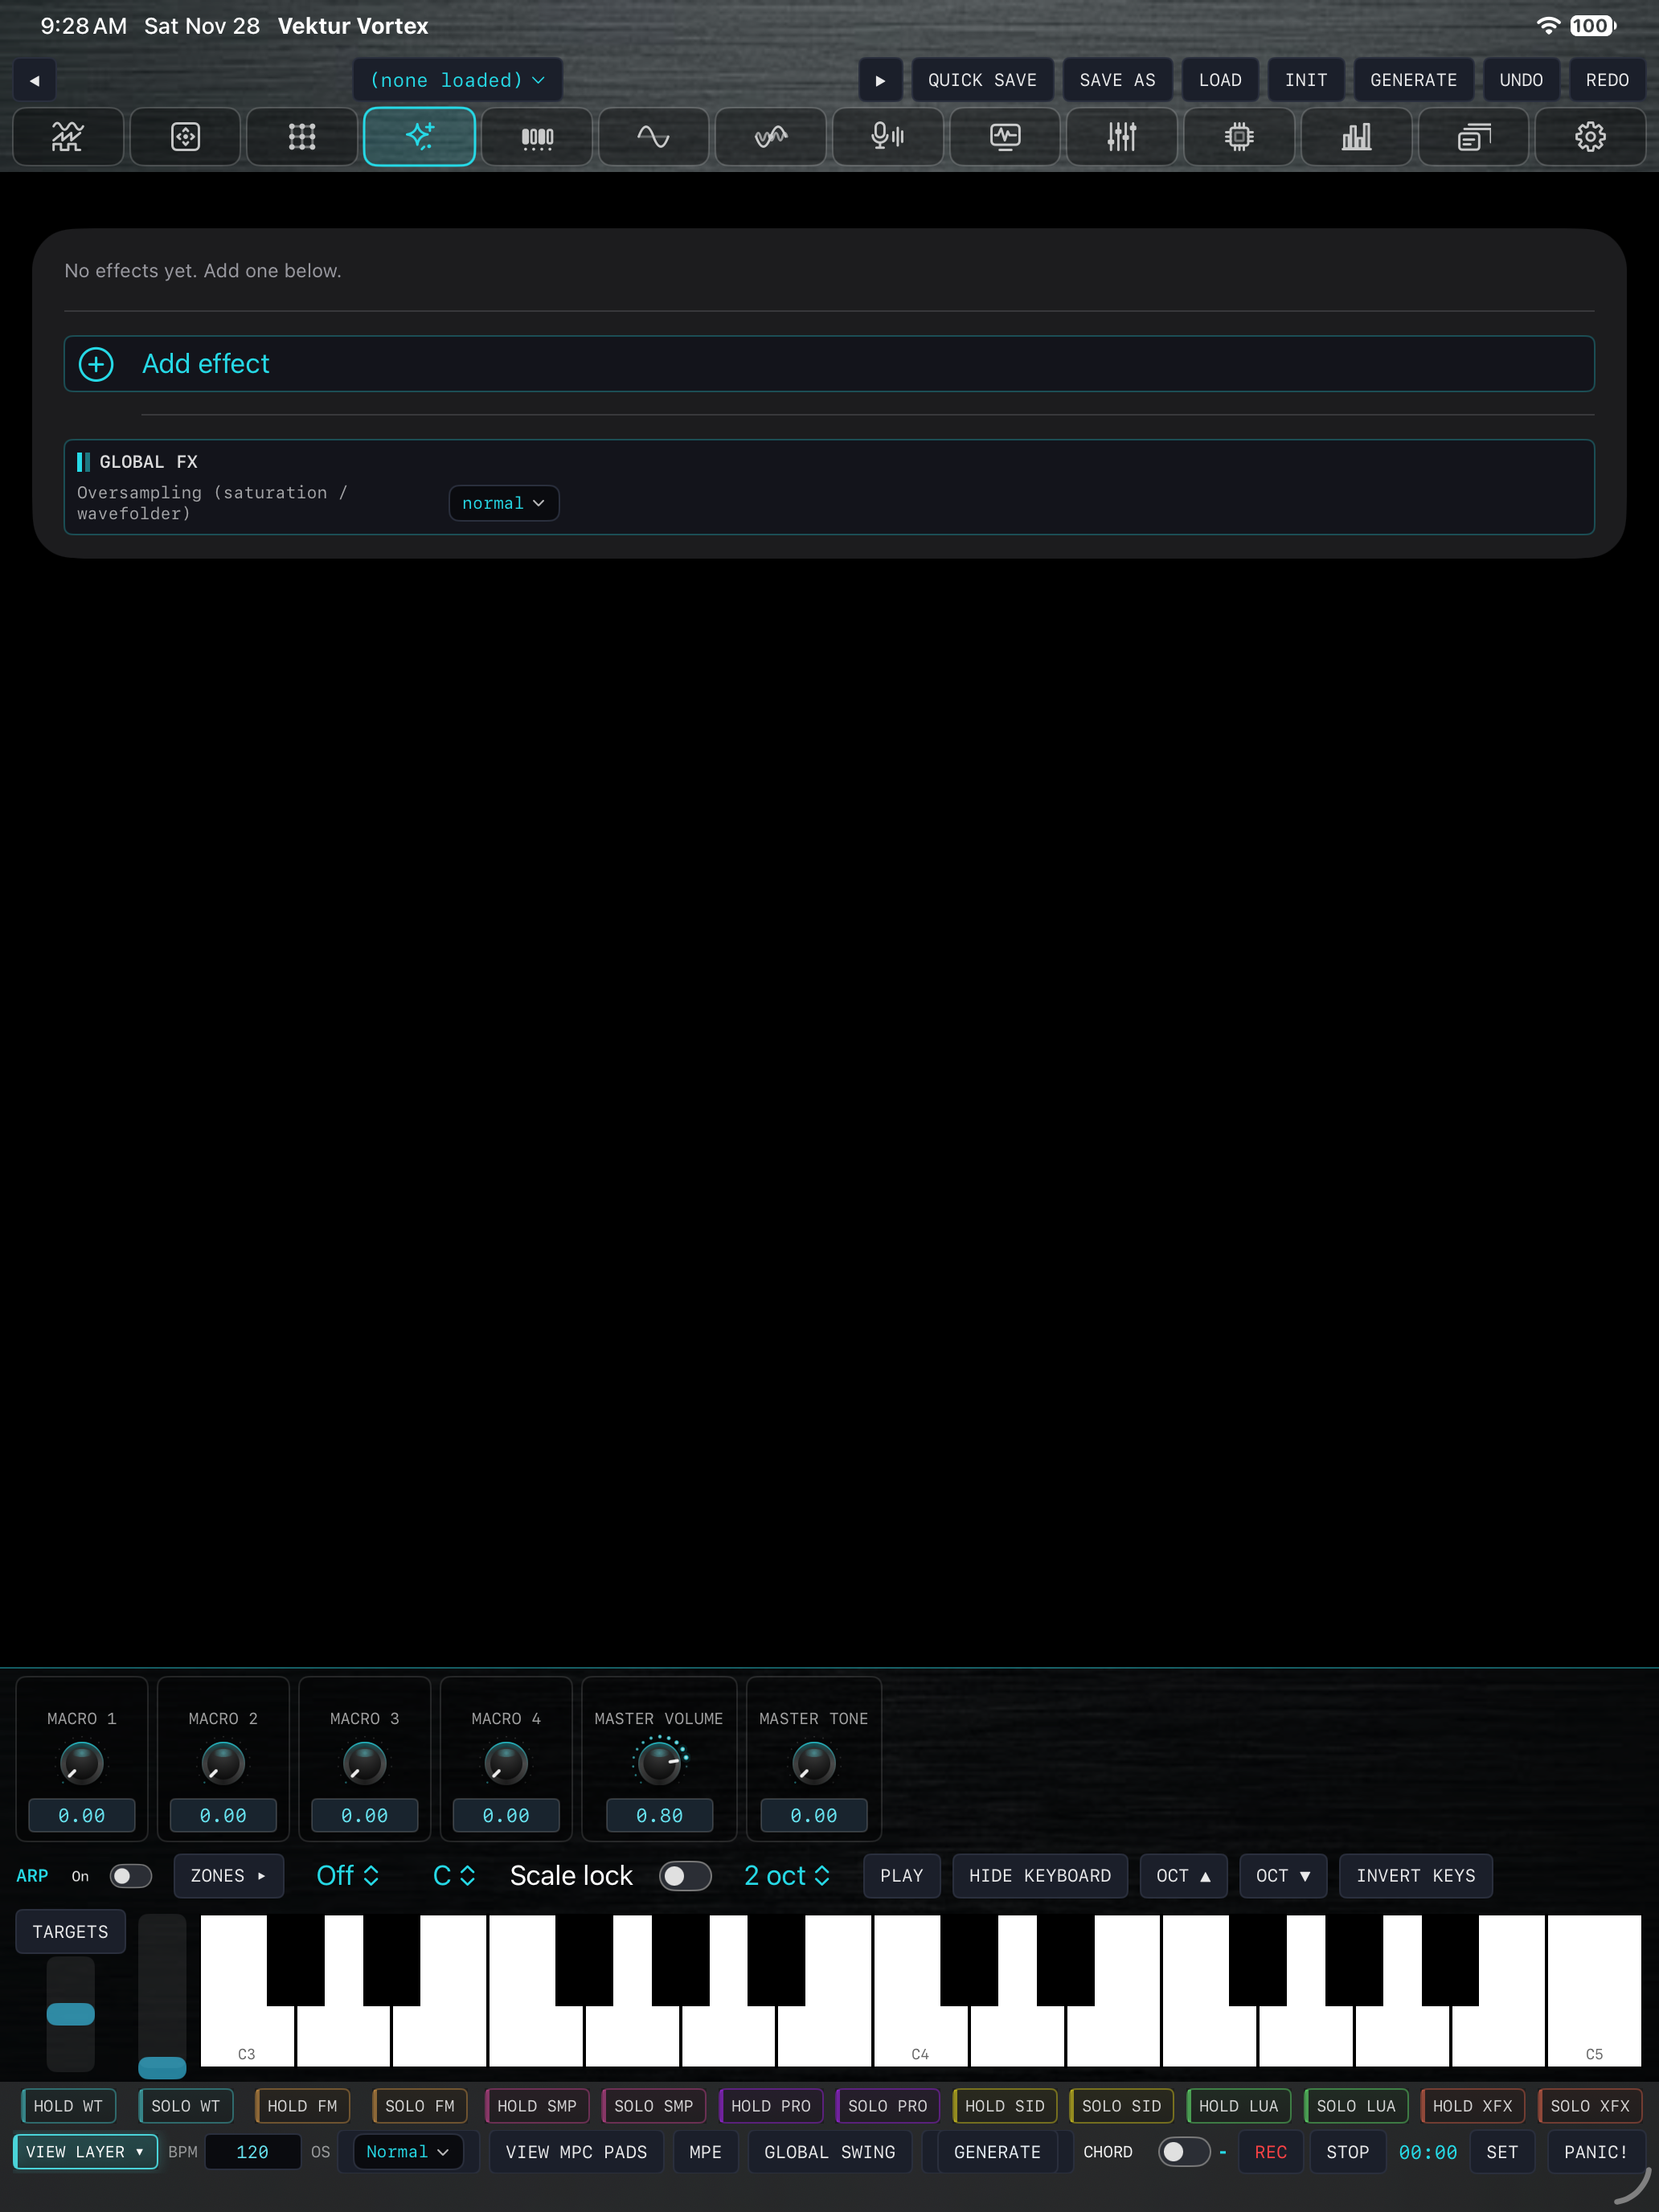 9:28 AM Sat Nov 28 Vektur Vortex 100
◀ (none loaded) ▶ QUICK SAVE SAVE AS LOAD INIT GENERATE UNDO REDO
No effects yet. Add one below.
Add effect
GLOBAL FX
Oversampling (saturation /
wavefolder)
normal
MACRO 1 MACRO 2 MACRO 3 MACRO 4 MASTER VOLUME MASTER TONE
0.00 0.00 0.00 0.00 0.80 0.00
ARP On ZONES ▸ Off C Scale lock 2 oct PLAY HIDE KEYBOARD OCT ▲ OCT ▼ INVERT KEYS
TARGETS
C3 C4 C5
HOLD WT SOLO WT HOLD FM SOLO FM HOLD SMP SOLO SMP HOLD PRO SOLO PRO HOLD SID SOLO SID HOLD LUA SOLO LUA HOLD XFX SOLO XFX
VIEW LAYER ▾ BPM 120 OS Normal VIEW MPC PADS MPE GLOBAL SWING GENERATE CHORD - REC STOP 00:00 SET PANIC!